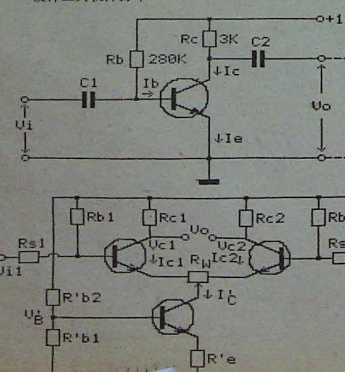 Rc 3K +1
Rb 280K C2
C1 Ib Ic
Vi Vo
Ie
Rb1 Rc1 Vo Rc2 Rb
Rs1 Vc1 Vc2 Rs
Vi1 Ic1 Rw Ic2
R'b2 I'c
V'B
R'b1
R'e